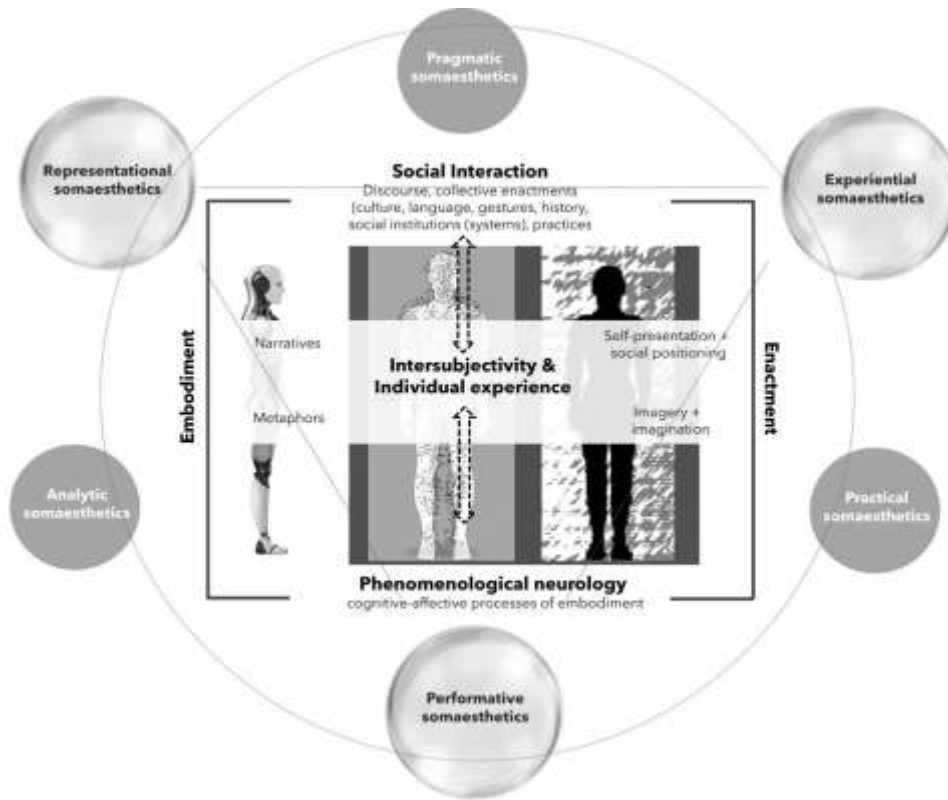 Pragmatic
somaesthetics
Representational
somaesthetics
Experiential
somaesthetics
Social Interaction
Discourse, collective enactments
(culture, language, gestures, history,
social institutions (systems), practices
Embodiment
Narratives
Metaphors
Intersubjectivity &
Individual experience
Self-presentation +
social positioning
Imagery +
imagination
Enactment
Analytic
somaesthetics
Practical
somaesthetics
Phenomenological neurology
cognitive-affective processes of embodiment
Performative
somaesthetics